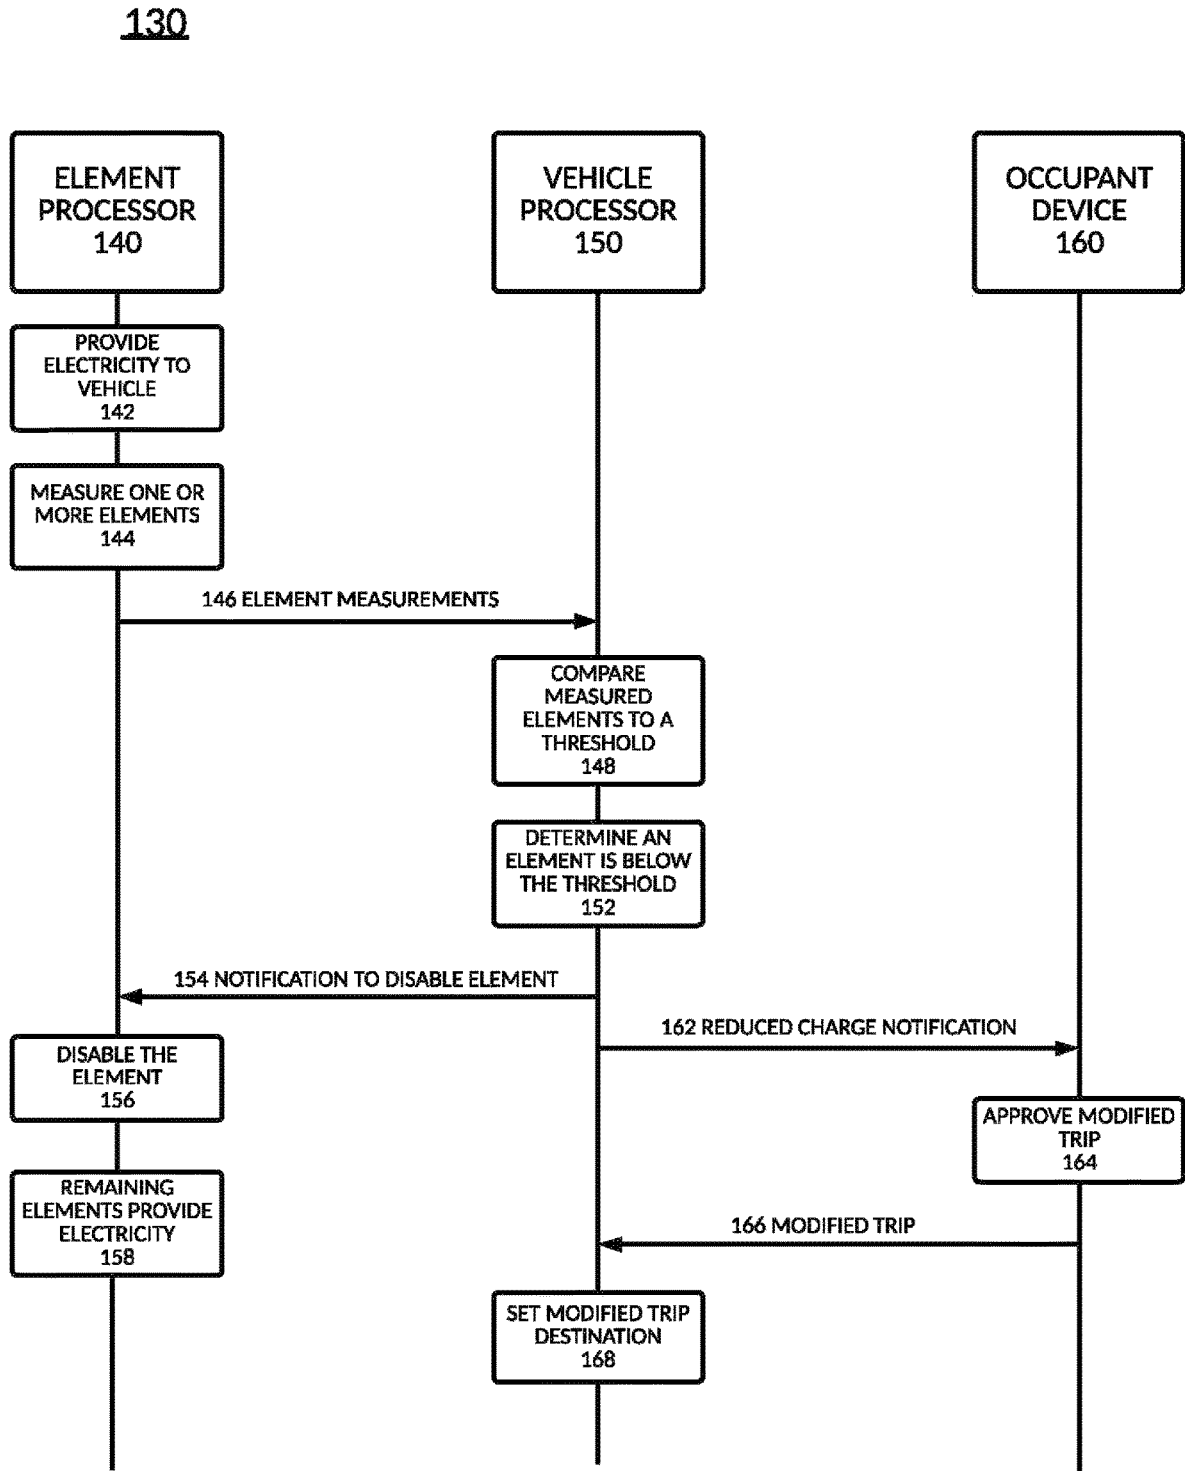 130
ELEMENT
PROCESSOR
140
VEHICLE
PROCESSOR
150
OCCUPANT
DEVICE
160
PROVIDE
ELECTRICITY TO
VEHICLE
142
MEASURE ONE OR
MORE ELEMENTS
144
146 ELEMENT MEASUREMENTS
COMPARE
MEASURED
ELEMENTS TO A
THRESHOLD
148
DETERMINE AN
ELEMENT IS BELOW
THE THRESHOLD
152
154 NOTIFICATION TO DISABLE ELEMENT
162 REDUCED CHARGE NOTIFICATION
DISABLE THE
ELEMENT
156
APPROVE MODIFIED
TRIP
164
REMAINING
ELEMENTS PROVIDE
ELECTRICITY
158
166 MODIFIED TRIP
SET MODIFIED TRIP
DESTINATION
168